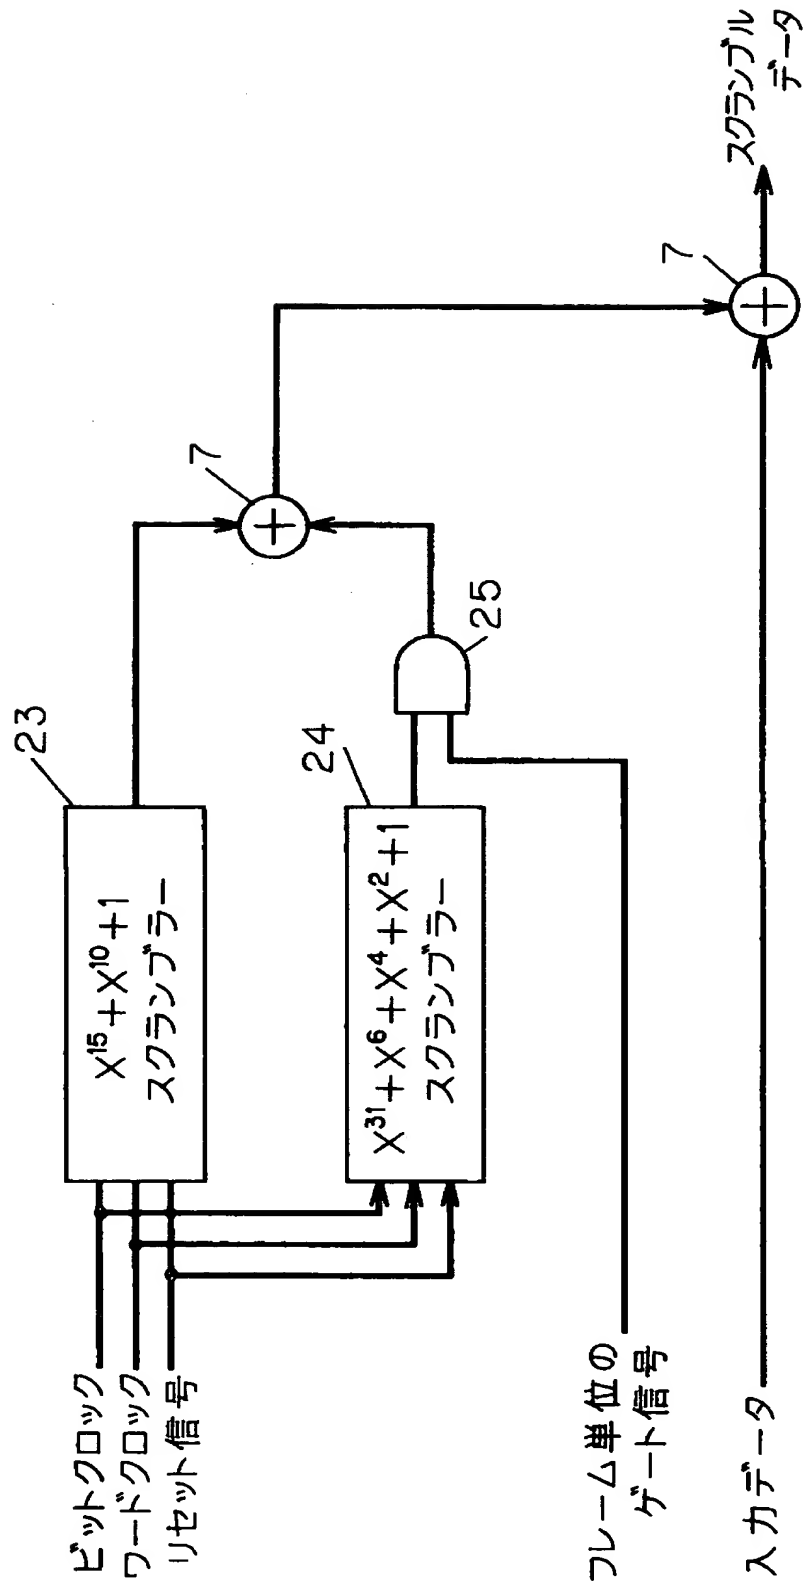 ビットクロック
ワードクロック
リセット信号
23
X¹⁵+X¹⁰+1
スクランブラー
24
X³¹+X⁶+X⁴+X²+1
スクランブラー
25
7
フレーム単位の
ゲート信号
入力データ
7
スクランブル
データ